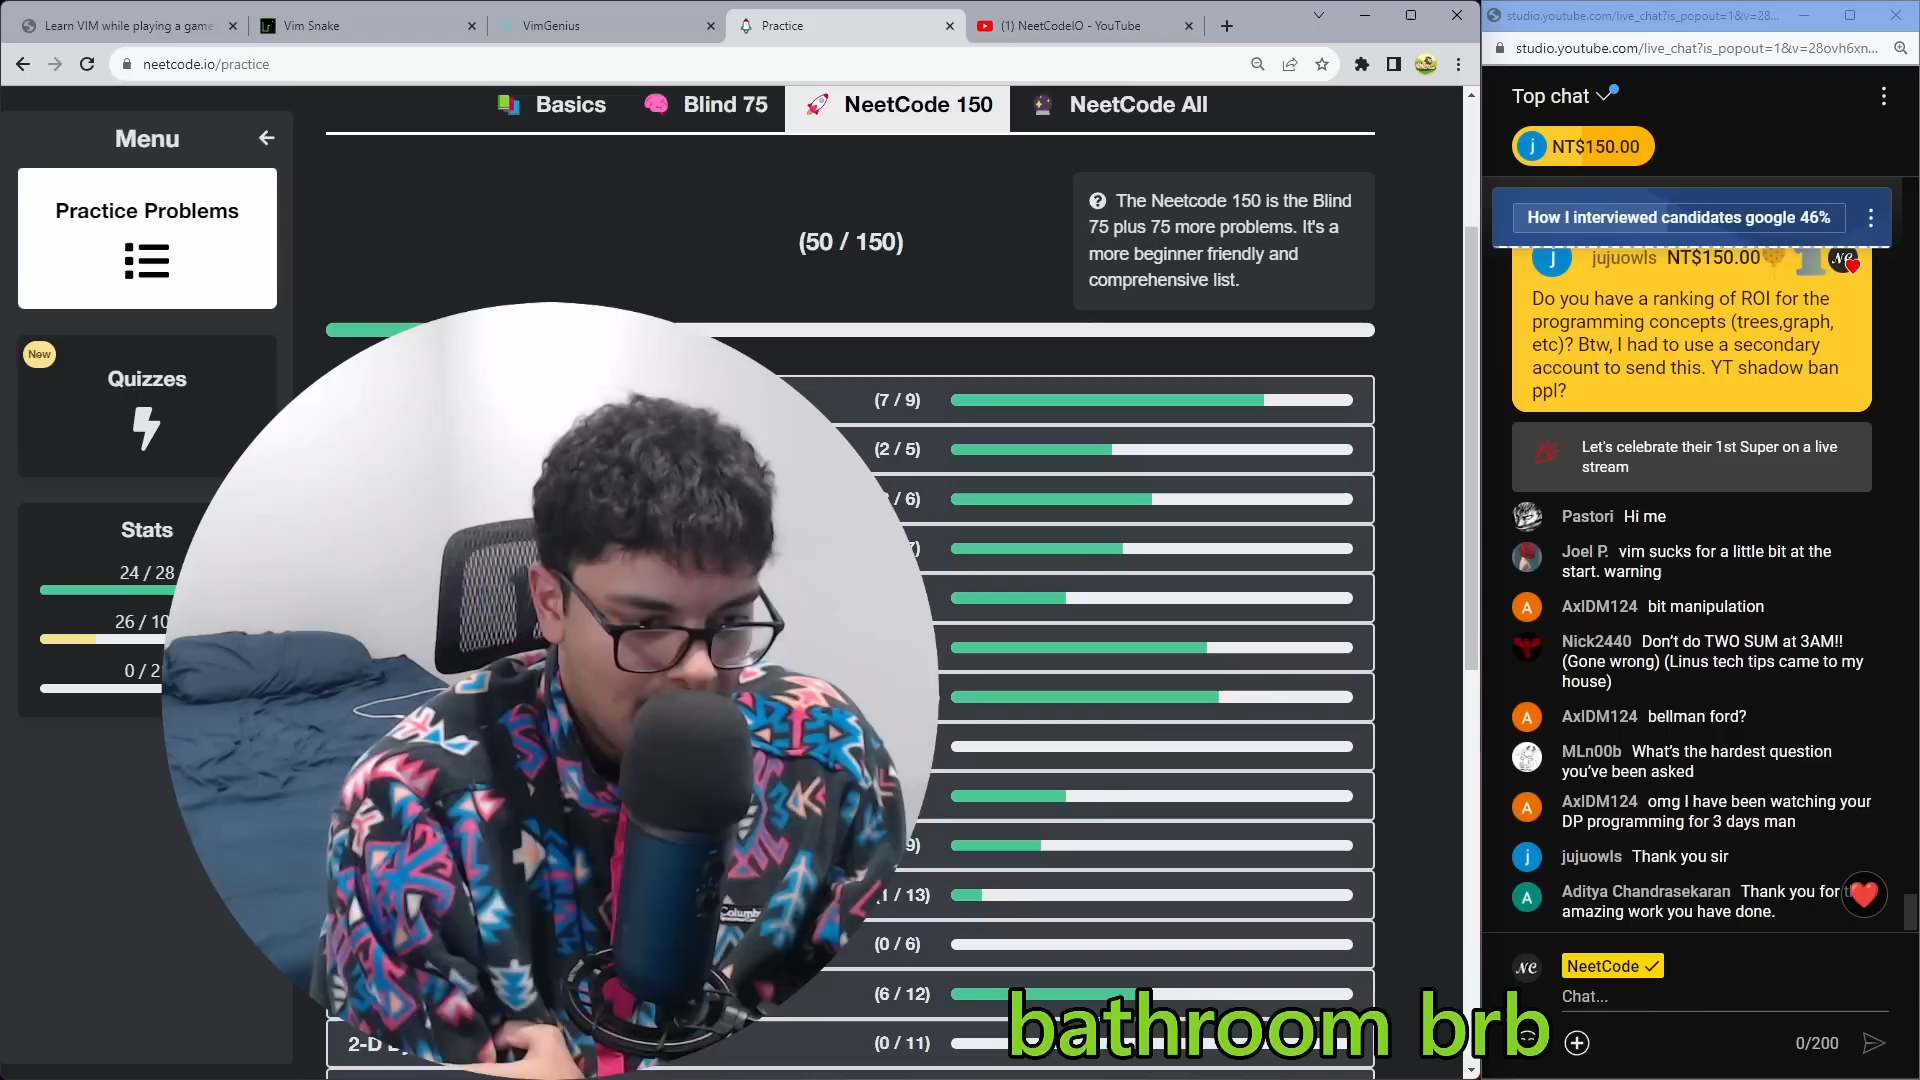 Learn VIM while playing a game
Vim Snake
VimGenius
Practice
(1) NeetCodeIO - YouTube
neetcode.io/practice
Menu
Practice Problems
New
Quizzes
Stats
24 / 28
26 / 10
0 / 2
Basics
Blind 75
NeetCode 150
NeetCode All
(50 / 150)
The Neetcode 150 is the Blind
75 plus 75 more problems. It's a
more beginner friendly and
comprehensive list.
(7 / 9)
(2 / 5)
/ 6)
(1 / 13)
(0 / 6)
(6 / 12)
2-D
(0 / 11)
Columbia
bathroom brb
studio.youtube.com/live_chat?is_popout=1&v=28...
studio.youtube.com/live_chat?is_popout=1&v=28ovh6xn...
Top chat
j NT$150.00
How I interviewed candidates google 46%
j jujuowls NT$150.00
NC
Do you have a ranking of ROI for the
programming concepts (trees,graph,
etc)? Btw, I had to use a secondary
account to send this. YT shadow ban
ppl?
Let's celebrate their 1st Super on a live
stream
Pastori Hi me
Joel P. vim sucks for a little bit at the
start. warning
A AxlDM124 bit manipulation
Nick2440 Don't do TWO SUM at 3AM!!
(Gone wrong) (Linus tech tips came to my
house)
A AxlDM124 bellman ford?
MLn00b What's the hardest question
you've been asked
A AxlDM124 omg I have been watching your
DP programming for 3 days man
j jujuowls Thank you sir
A Aditya Chandrasekaran Thank you for
amazing work you have done.
NC NeetCode
Chat...
0/200